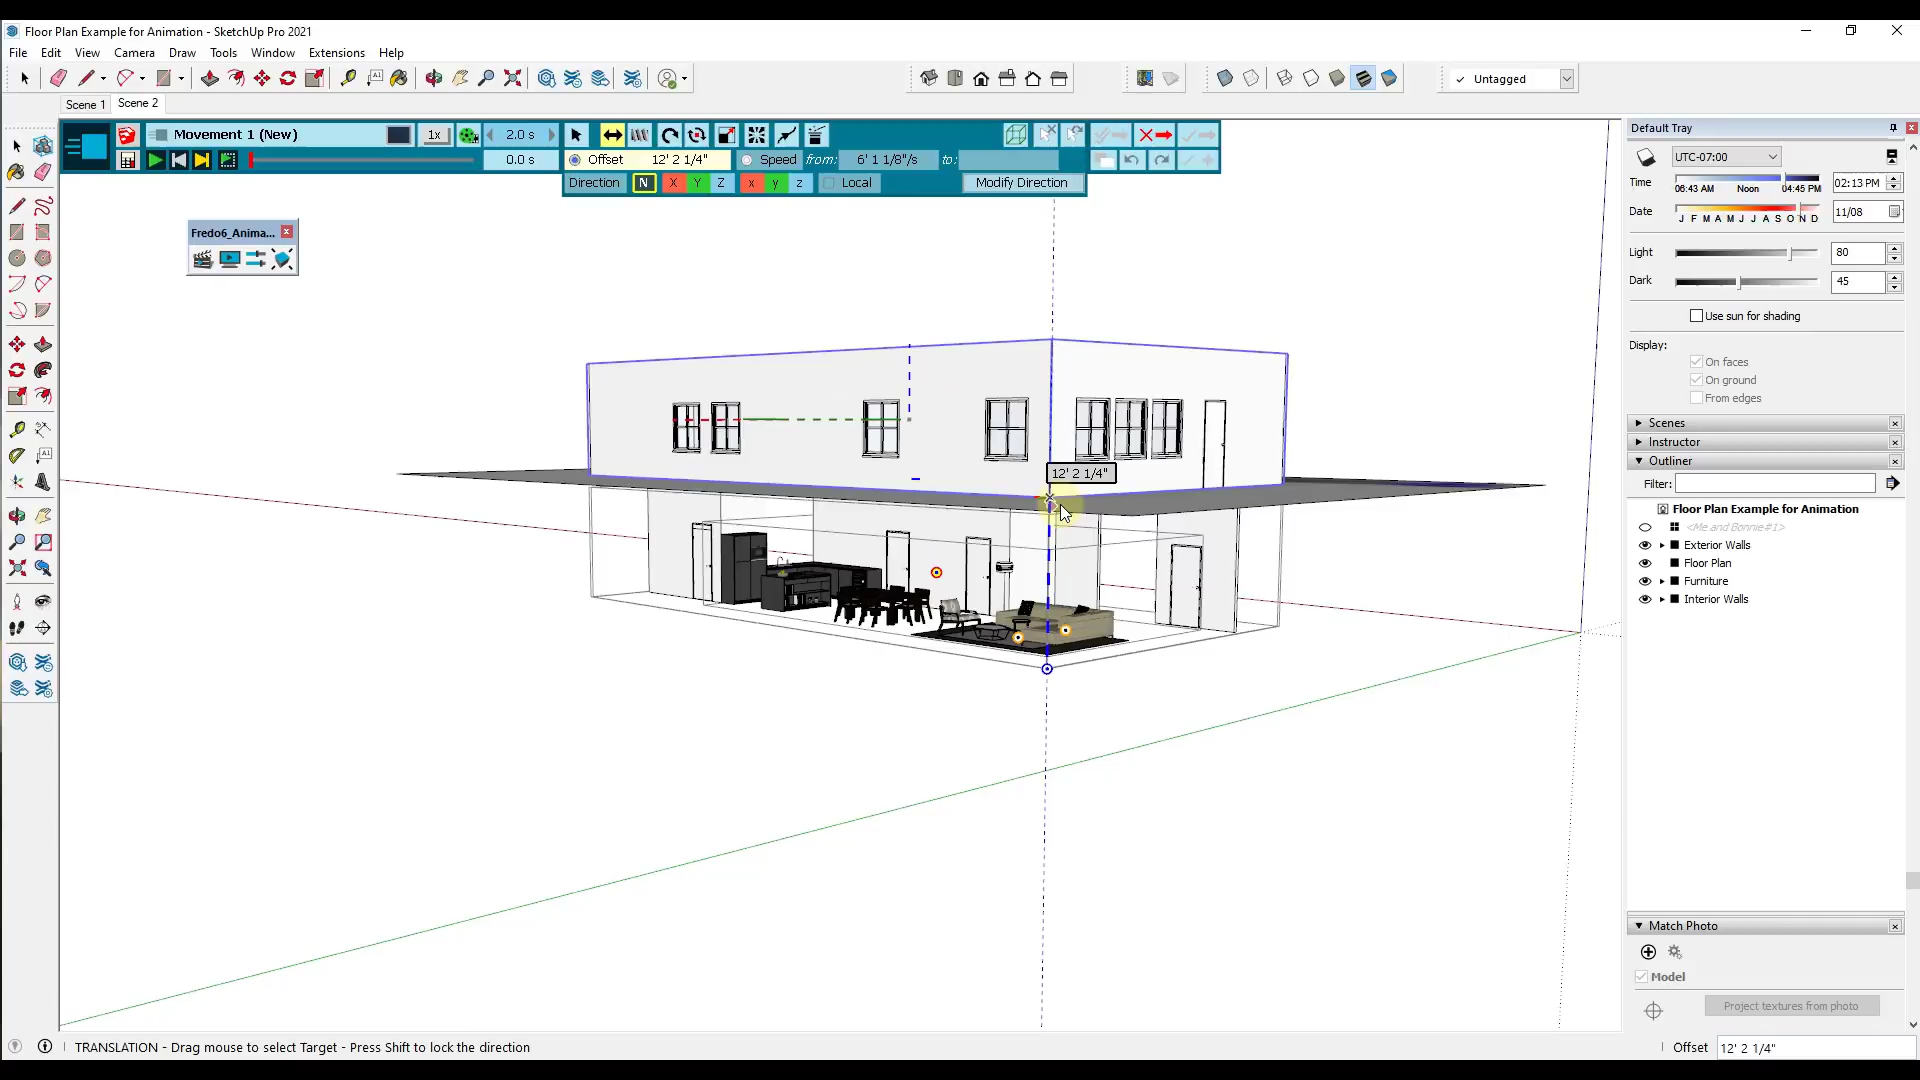 Floor Plan Example for Animation - SketchUp Pro 2021
File Edit View Camera Draw Tools Window Extensions Help
Untagged
Scene 1 Scene 2
Movement 1 (New) 1x 2.0 s
0.0 s Offset 12' 2 1/4" Speed from: 6' 1 1/8"/s to:
Direction N X Y Z x y z Local Modify Direction
Fredo6_Anima...
12' 2 1/4"
Default Tray
UTC-07:00
Time 06:43 AM Noon 04:45 PM 02:13 PM
Date J F M A M J J A S O N D 11/08
Light 80
Dark 45
Use sun for shading
Display:
On faces
On ground
From edges
Scenes
Instructor
Outliner
Filter:
Floor Plan Example for Animation
<Me and Bonnie#1>
Exterior Walls
Floor Plan
Furniture
Interior Walls
Match Photo
Model
Project textures from photo
TRANSLATION - Drag mouse to select Target - Press Shift to lock the direction
Offset 12' 2 1/4"